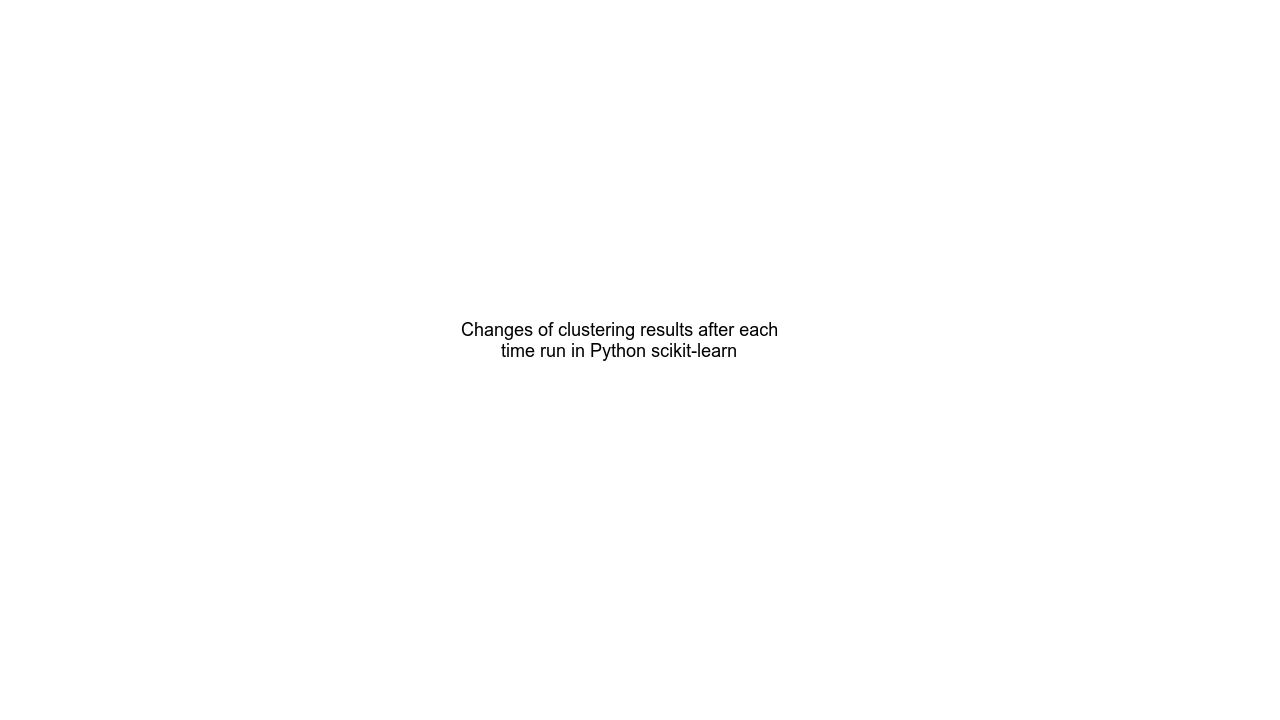 Changes of clustering results after each
time run in Python scikit-learn